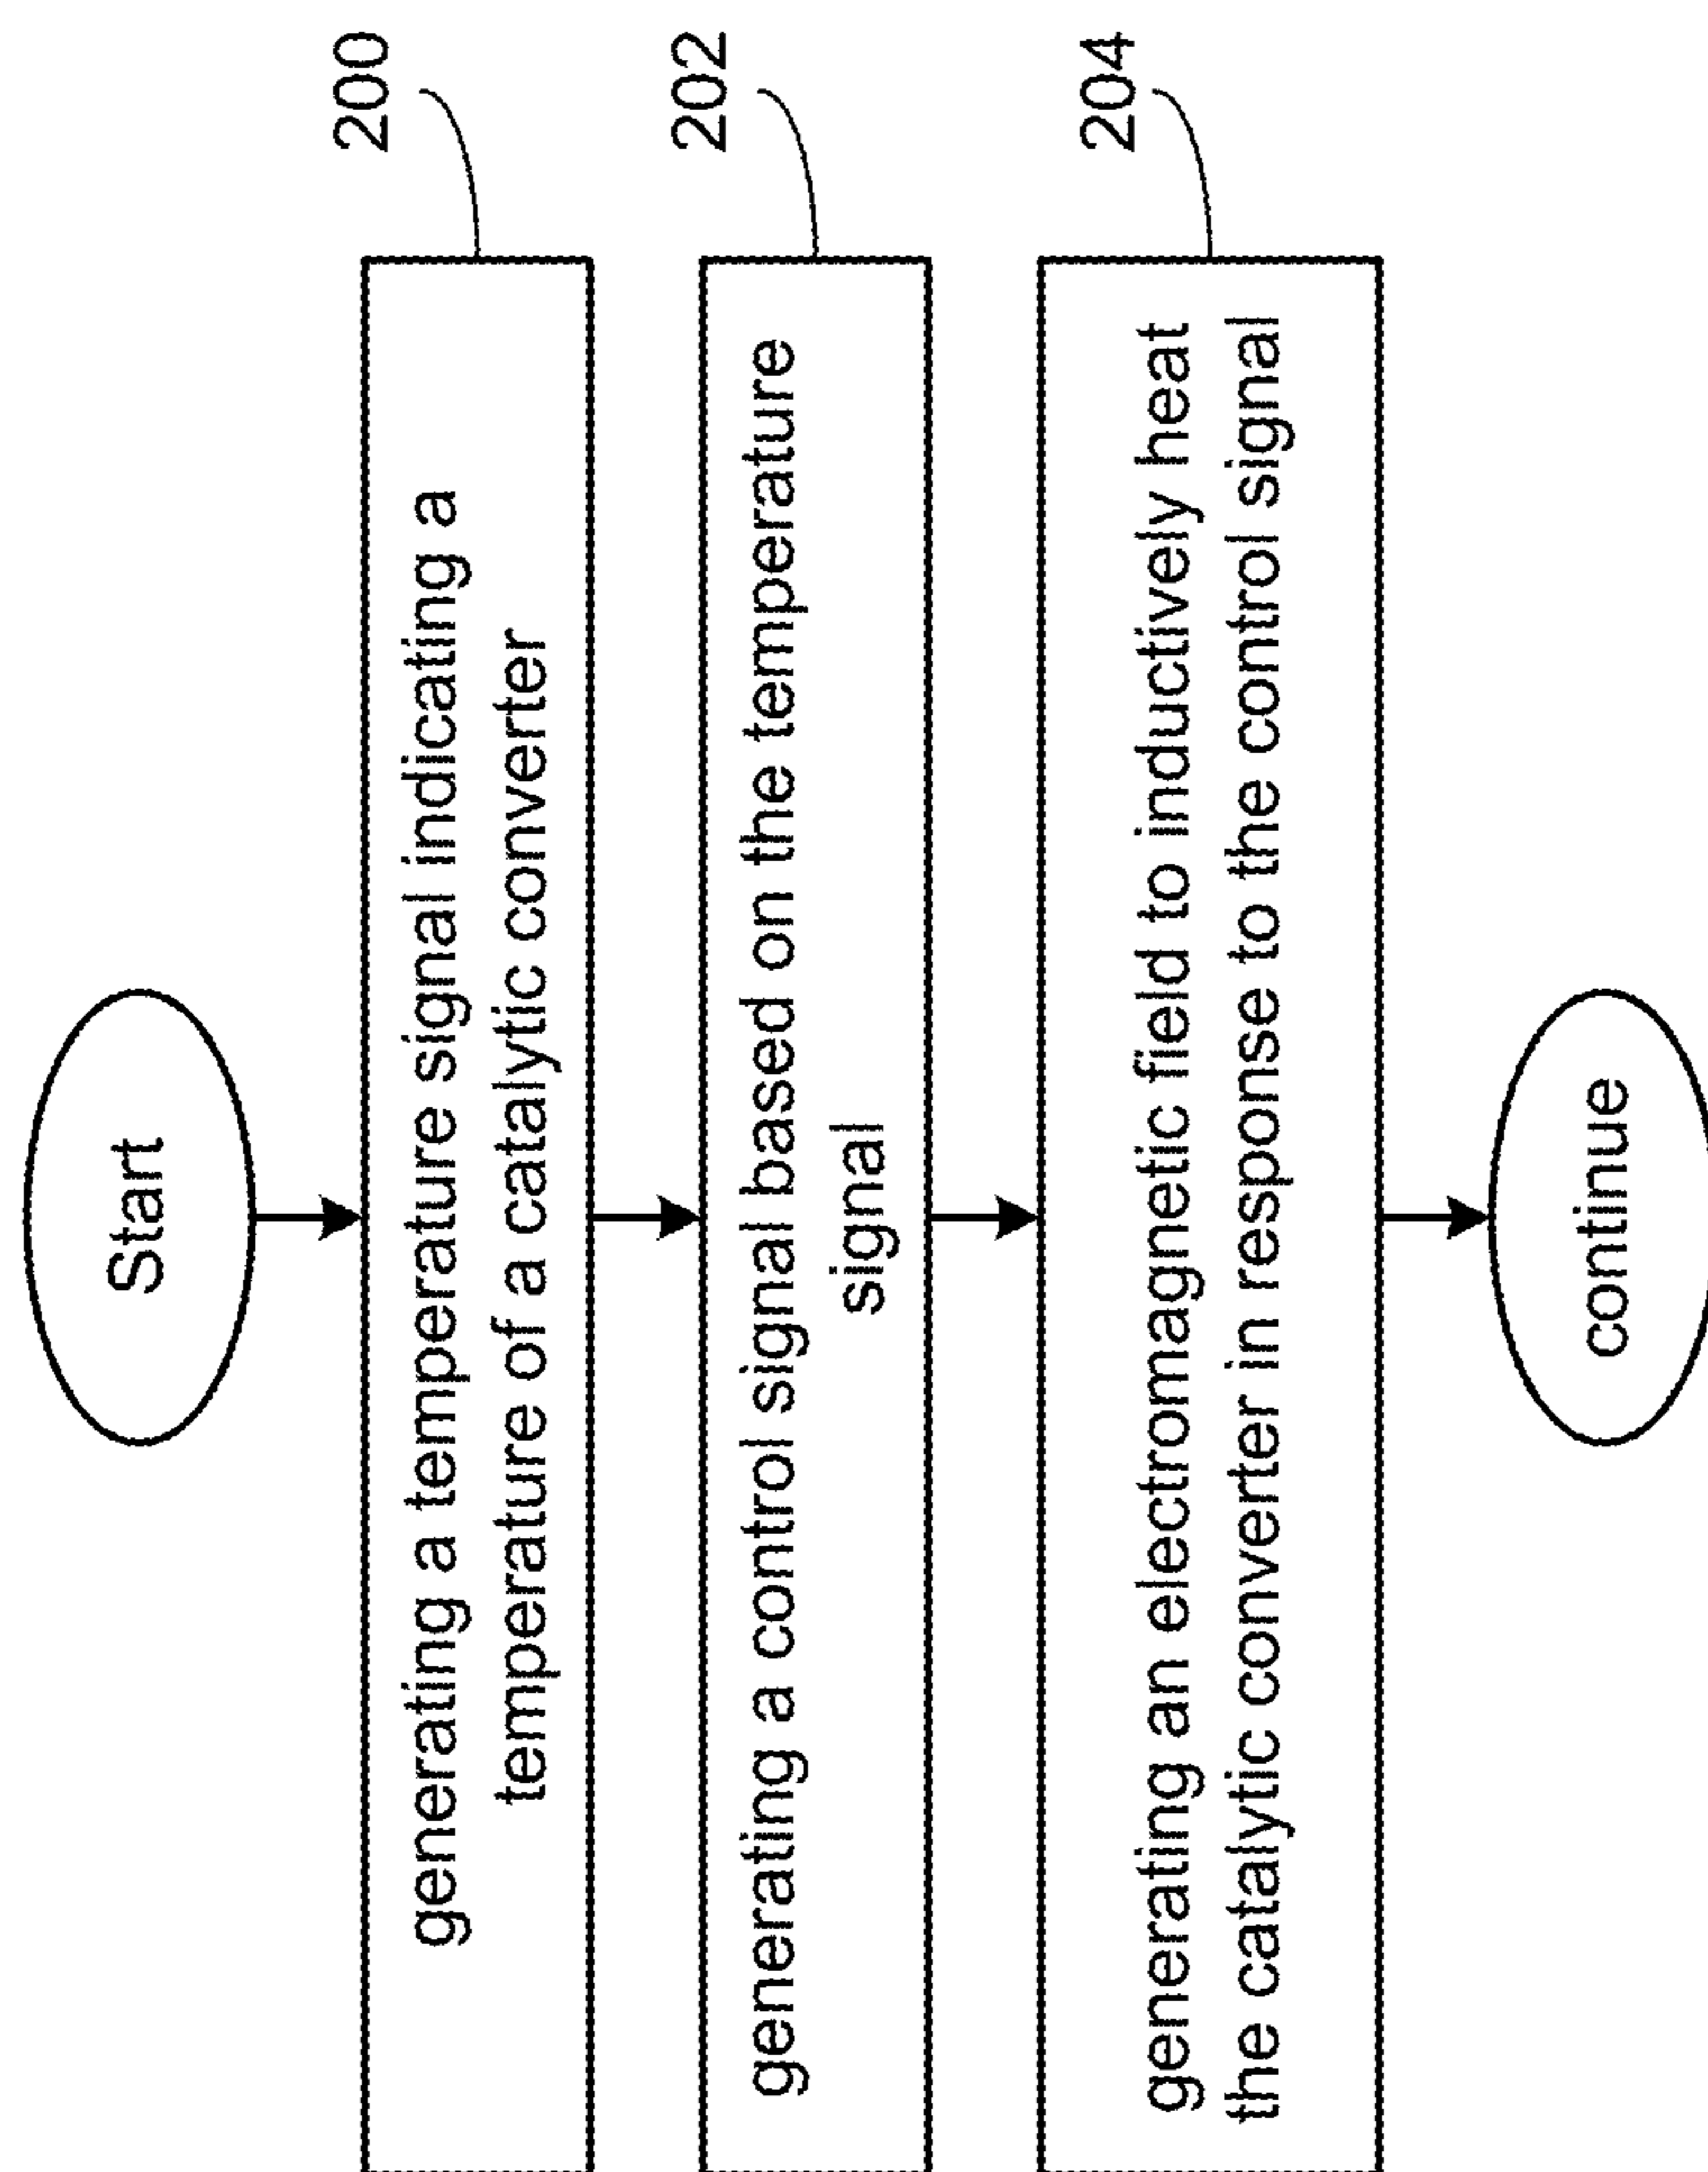 Start
200
generating a temperature signal indicating a
temperature of a catalytic converter
202
generating a control signal based on the temperature
signal
204
generating an electromagnetic field to inductively heat
the catalytic converter in response to the control signal
continue